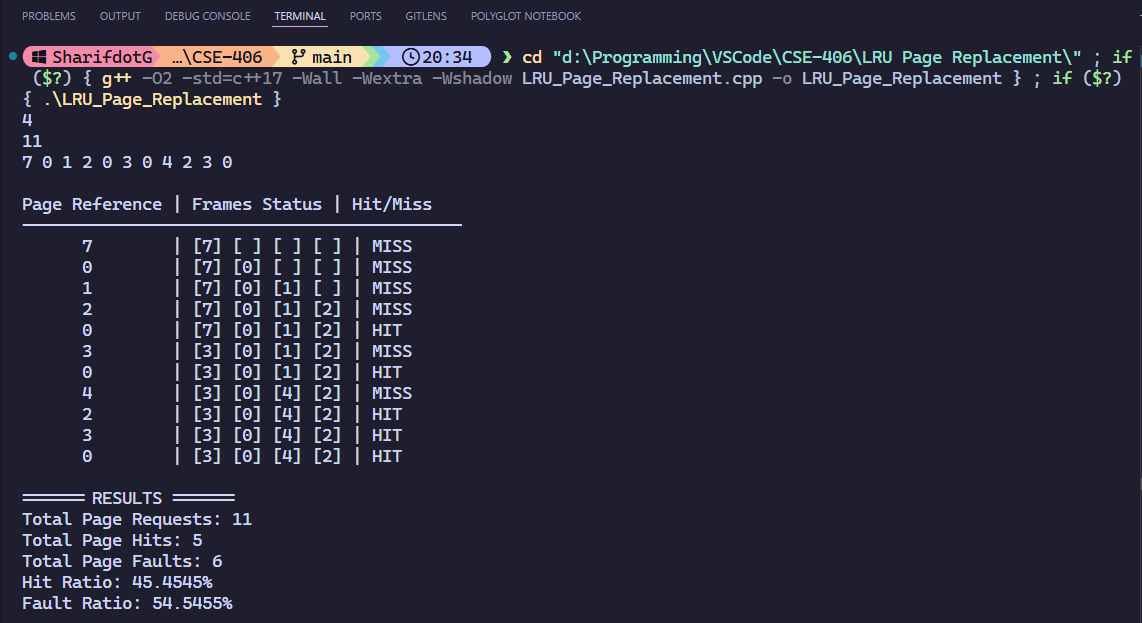 PROBLEMS OUTPUT DEBUG CONSOLE TERMINAL PORTS GITLENS POLYGLOT NOTEBOOK
SharifdotG …\CSE-406 main 20:34 ❯ cd "d:\Programming\VSCode\CSE-406\LRU Page Replacement\" ; if
($?) { g++ -O2 -std=c++17 -Wall -Wextra -Wshadow LRU_Page_Replacement.cpp -o LRU_Page_Replacement } ; if ($?)
{ .\LRU_Page_Replacement }
4
11
7 0 1 2 0 3 0 4 2 3 0
Page Reference | Frames Status | Hit/Miss
7 | [7] [ ] [ ] [ ] | MISS
0 | [7] [0] [ ] [ ] | MISS
1 | [7] [0] [1] [ ] | MISS
2 | [7] [0] [1] [2] | MISS
0 | [7] [0] [1] [2] | HIT
3 | [3] [0] [1] [2] | MISS
0 | [3] [0] [1] [2] | HIT
4 | [3] [0] [4] [2] | MISS
2 | [3] [0] [4] [2] | HIT
3 | [3] [0] [4] [2] | HIT
0 | [3] [0] [4] [2] | HIT
======= RESULTS =======
Total Page Requests: 11
Total Page Hits: 5
Total Page Faults: 6
Hit Ratio: 45.4545%
Fault Ratio: 54.5455%